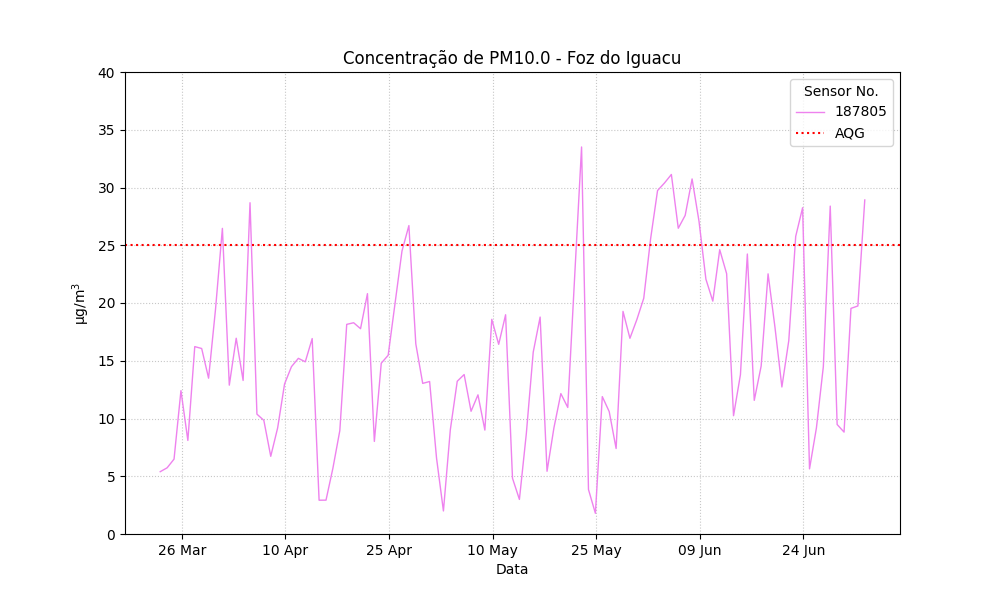 Concentração de PM10.0 - Foz do Iguacu
Sensor No.
187805
AQG
40
35
30
25
20
15
10
5
0
µg/m³
26 Mar
10 Apr
25 Apr
10 May
25 May
09 Jun
24 Jun
Data